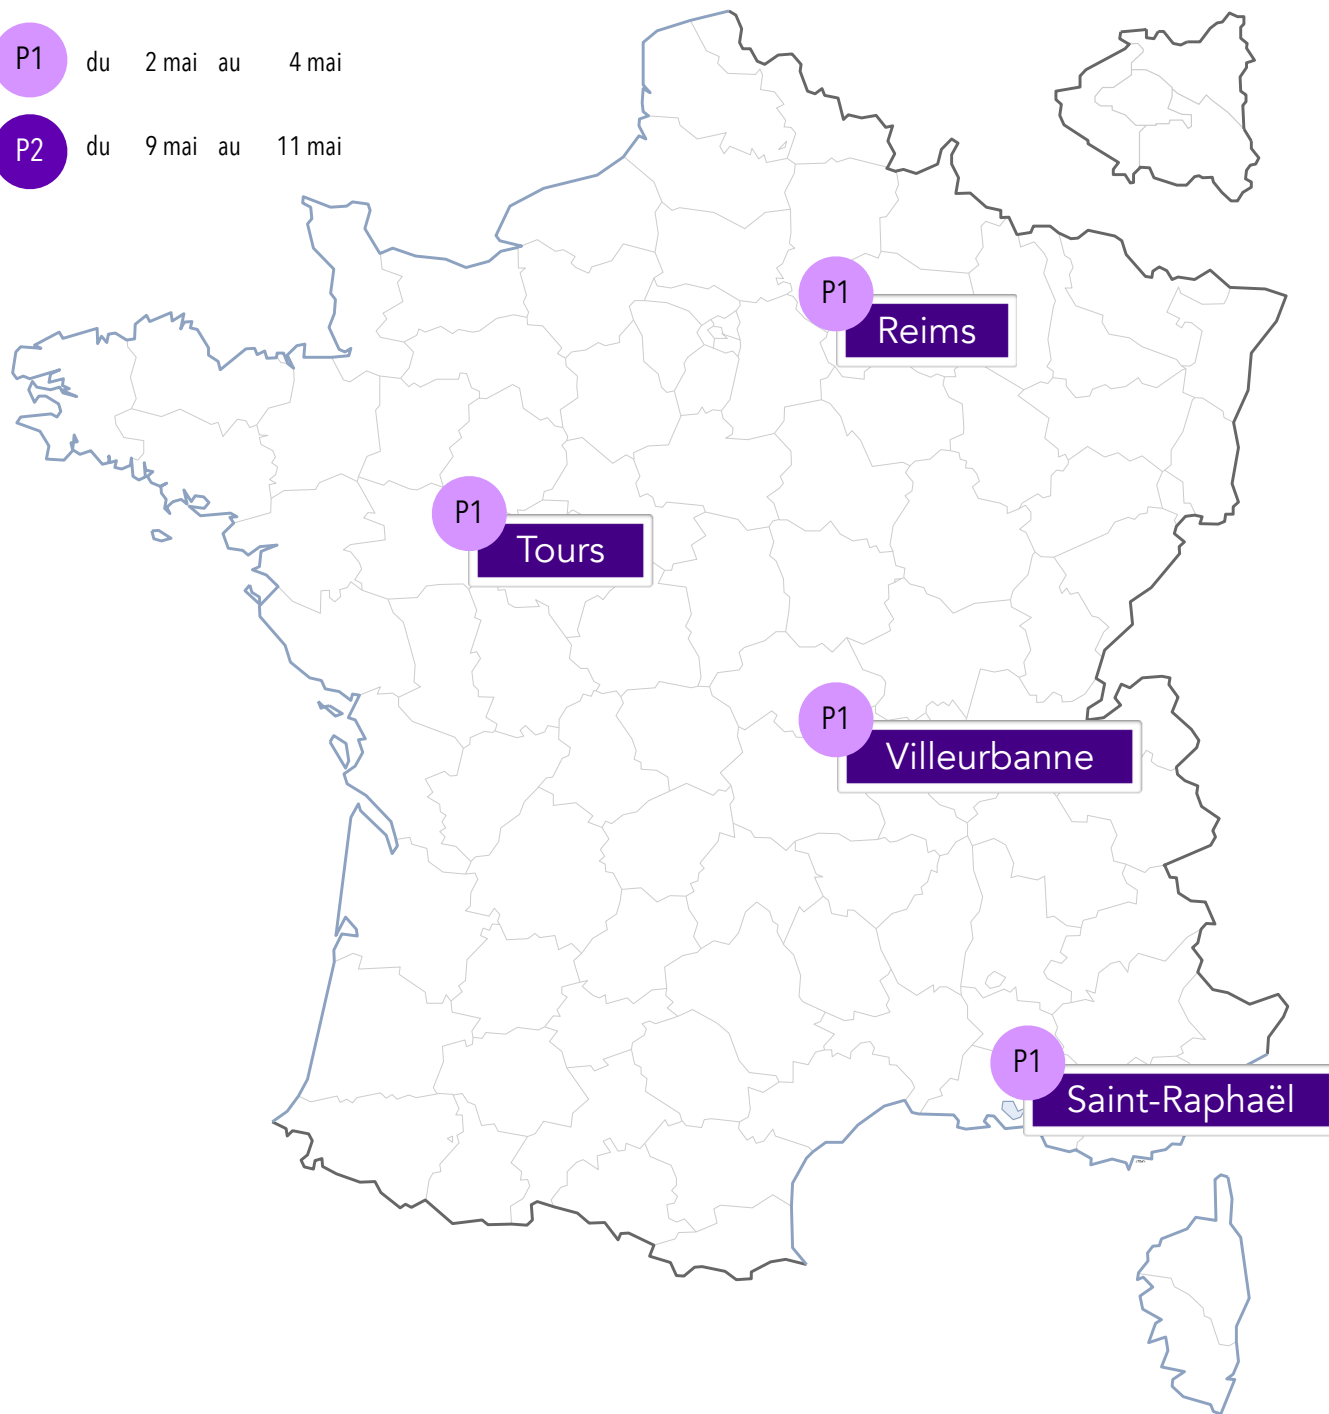 P1 du 2 mai au 4 mai
P2 du 9 mai au 11 mai
P1
Reims
P1
Tours
P1
Villeurbanne
P1
Saint-Raphaël